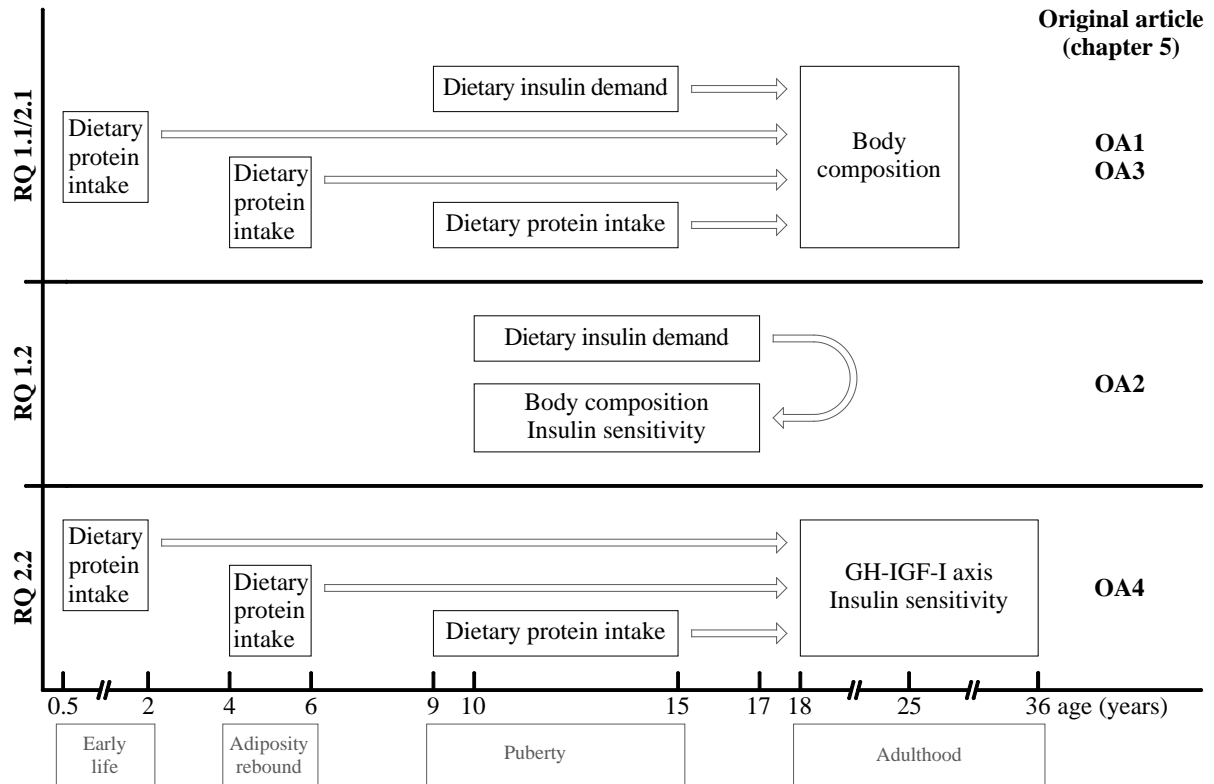 Original article
(chapter 5)
RQ 1.1/2.1
Dietary insulin demand
Dietary
protein
intake
Dietary
protein
intake
Dietary protein intake
Body
composition
OA1
OA3
RQ 1.2
Dietary insulin demand
Body composition
Insulin sensitivity
OA2
RQ 2.2
Dietary
protein
intake
Dietary
protein
intake
Dietary protein intake
GH-IGF-I axis
Insulin sensitivity
OA4
0.5 2 4 6 9 10 15 17 18 25 36 age (years)
Early
life
Adiposity
rebound
Puberty
Adulthood